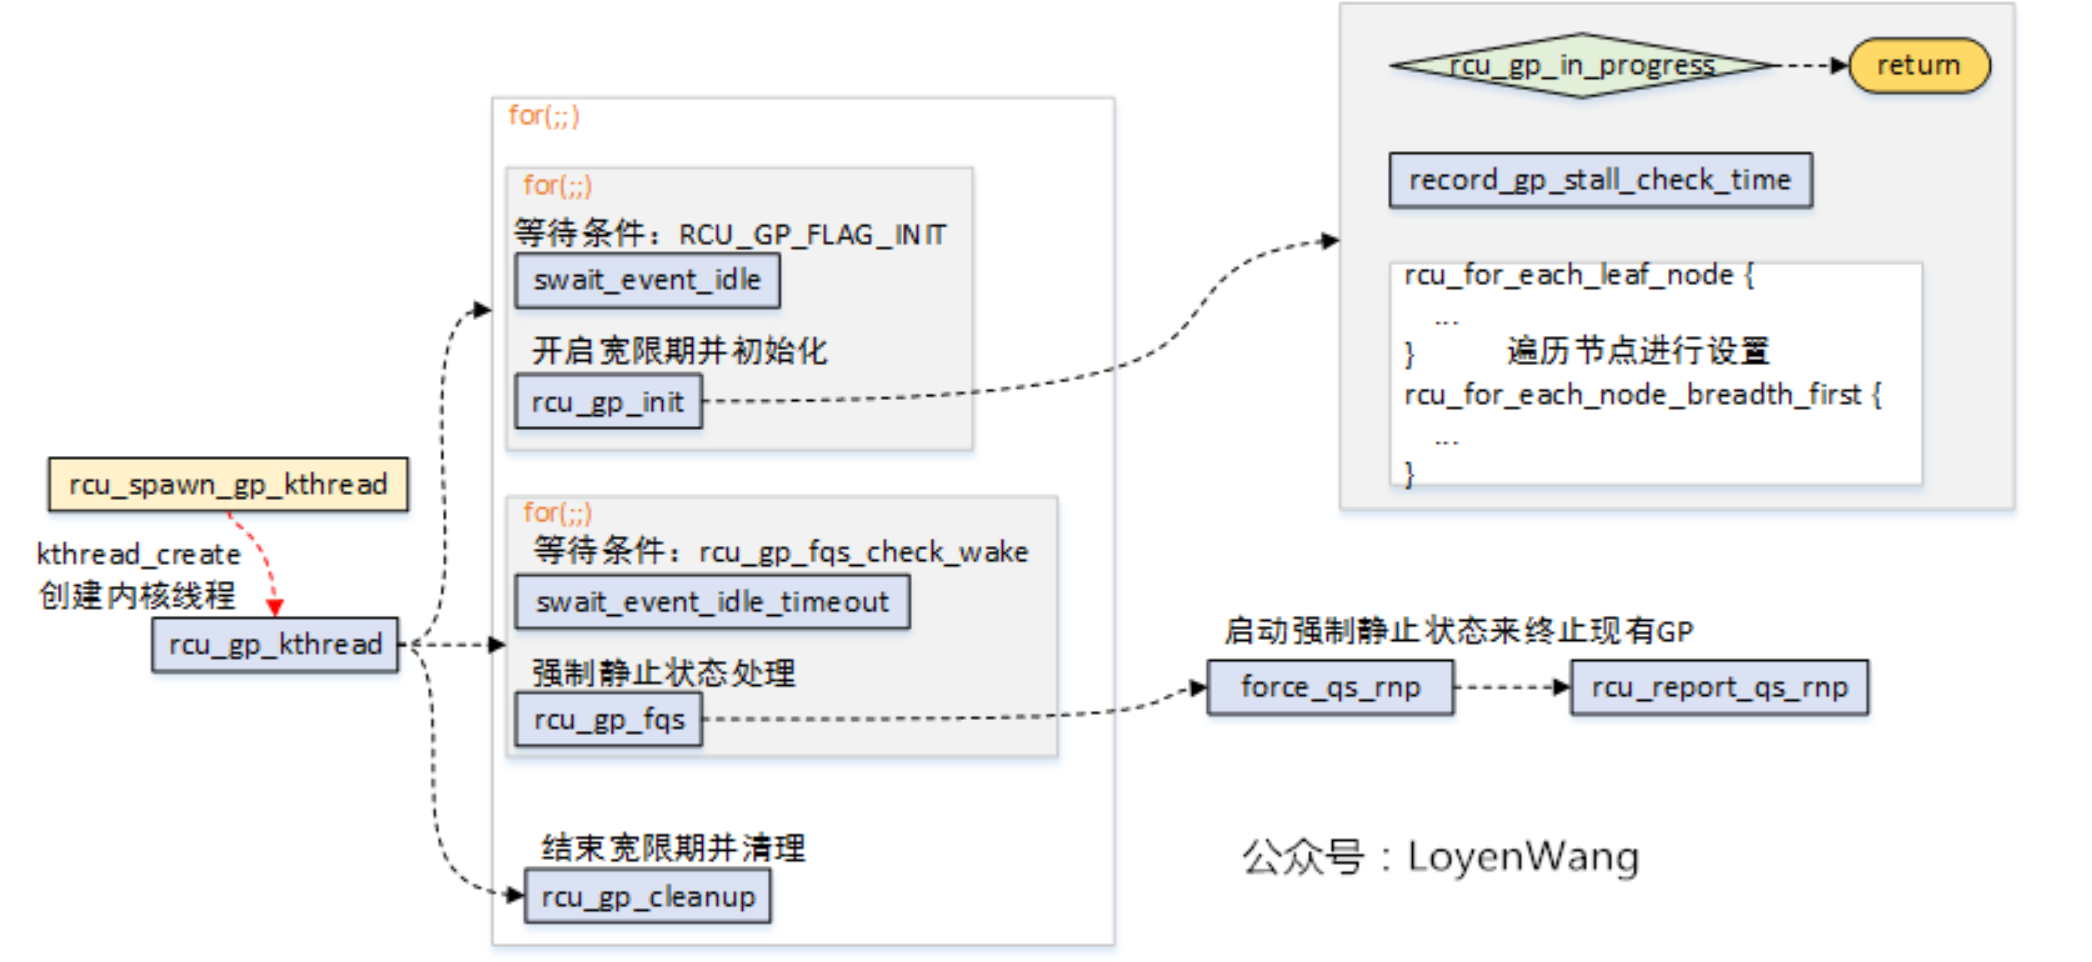 rcu_spawn_gp_kthread
kthread_create
创建内核线程
rcu_gp_kthread
for(;;)
for(;;)
等待条件：RCU_GP_FLAG_INIT
swait_event_idle
开启宽限期并初始化
rcu_gp_init
for(;;)
等待条件：rcu_gp_fqs_check_wake
swait_event_idle_timeout
强制静止状态处理
rcu_gp_fqs
结束宽限期并清理
rcu_gp_cleanup
rcu_gp_in_progress
return
record_gp_stall_check_time
rcu_for_each_leaf_node {
...
} 遍历节点进行设置
rcu_for_each_node_breadth_first {
...
}
启动强制静止状态来终止现有GP
force_qs_rnp
rcu_report_qs_rnp
公众号：LoyenWang